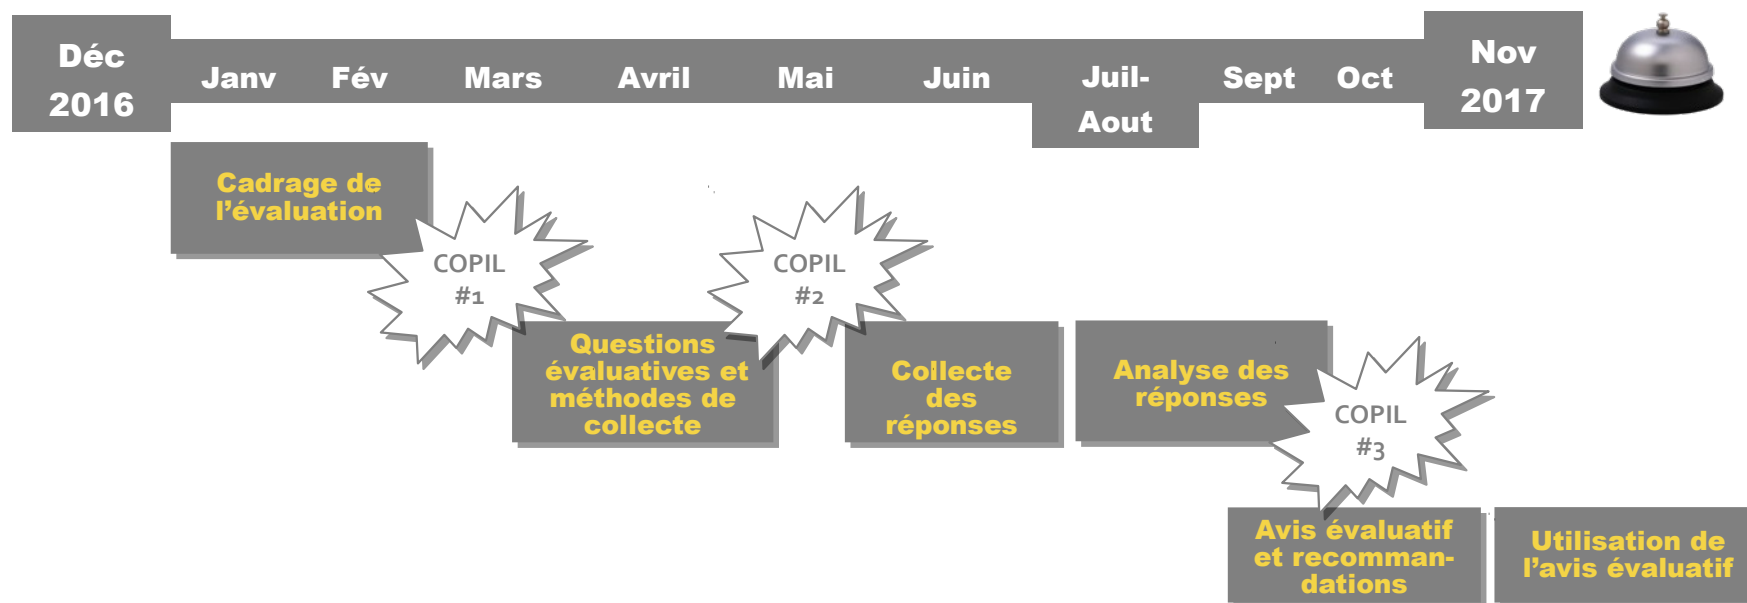 Déc
2016
Janv
Fév
Mars
Avril
Mai
Juin
Juil-
Aout
Sept
Oct
Nov
2017
Cadrage de
l’évaluation
COPIL
#1
COPIL
#2
Questions
évaluatives et
méthodes de
collecte
Collecte
des
réponses
Analyse des
réponses
COPIL
#3
Avis évaluatif
et recomman-
dations
Utilisation de
l’avis évaluatif